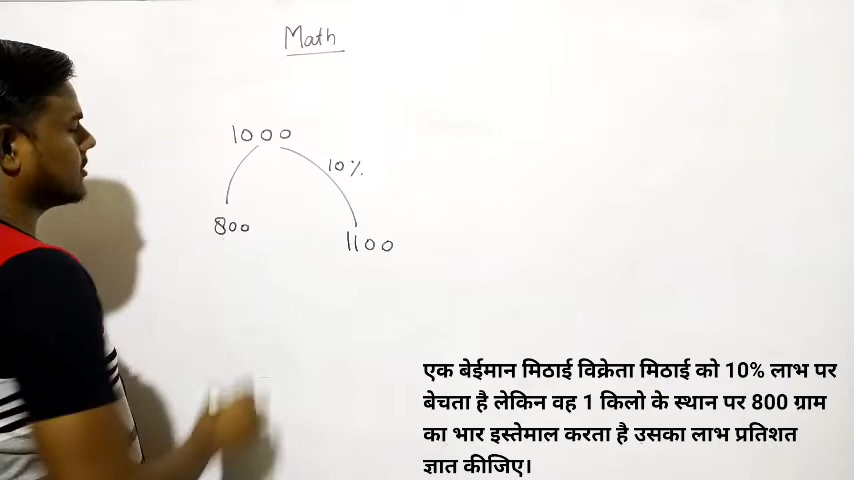 Math
1000
10%
800
1100
एक बेईमान मिठाई विक्रेता मिठाई को 10% लाभ पर
बेचता है लेकिन वह 1 किलो के स्थान पर 800 ग्राम
का भार इस्तेमाल करता है उसका लाभ प्रतिशत
ज्ञात कीजिए।